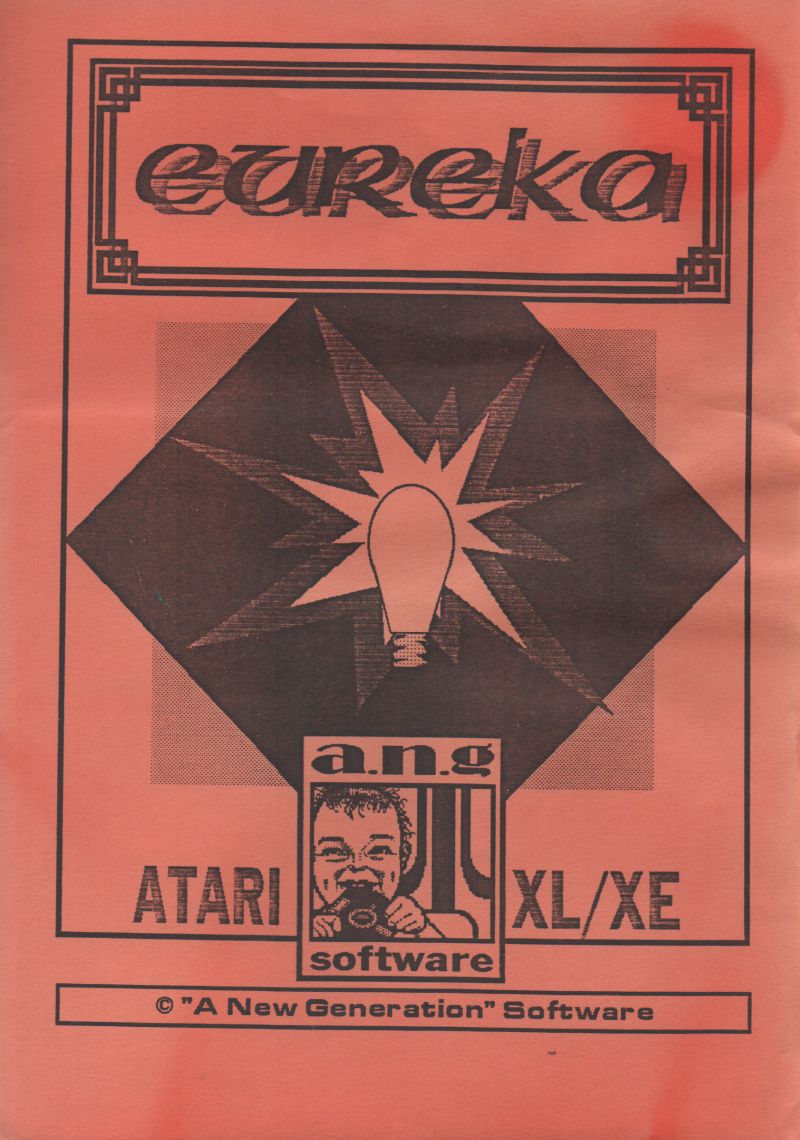 eureka
a.n.g
ATARI
XL/XE
software
© "A New Generation" Software